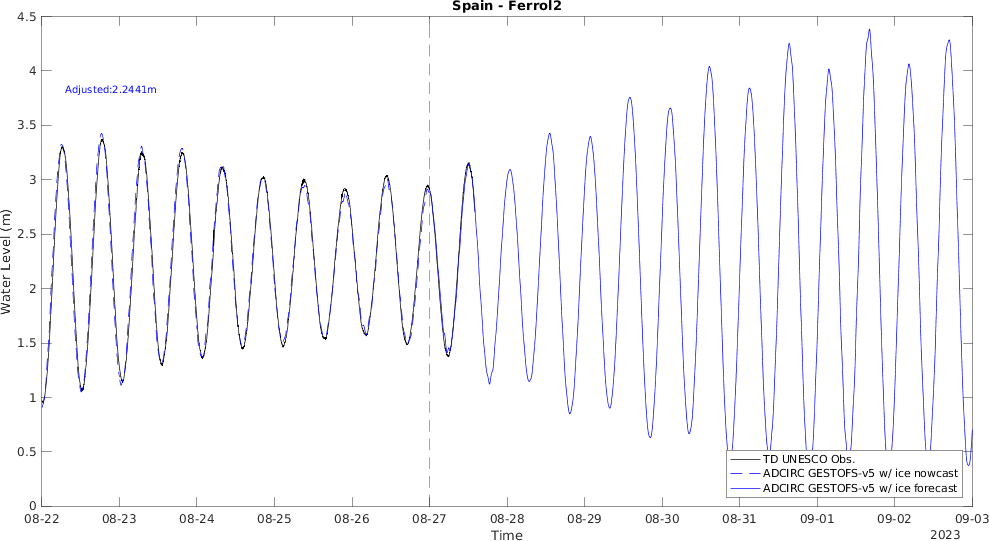 Spain - Ferrol2
4.5
4
3.5
3
2.5
2
1.5
1
0.5
0
Water Level (m)
Adjusted:2.2441m
TD UNESCO Obs.
ADCIRC GESTOFS-v5 w/ ice nowcast
ADCIRC GESTOFS-v5 w/ ice forecast
08-22 08-23 08-24 08-25 08-26 08-27 08-28 08-29 08-30 08-31 09-01 09-02 09-03
Time
2023